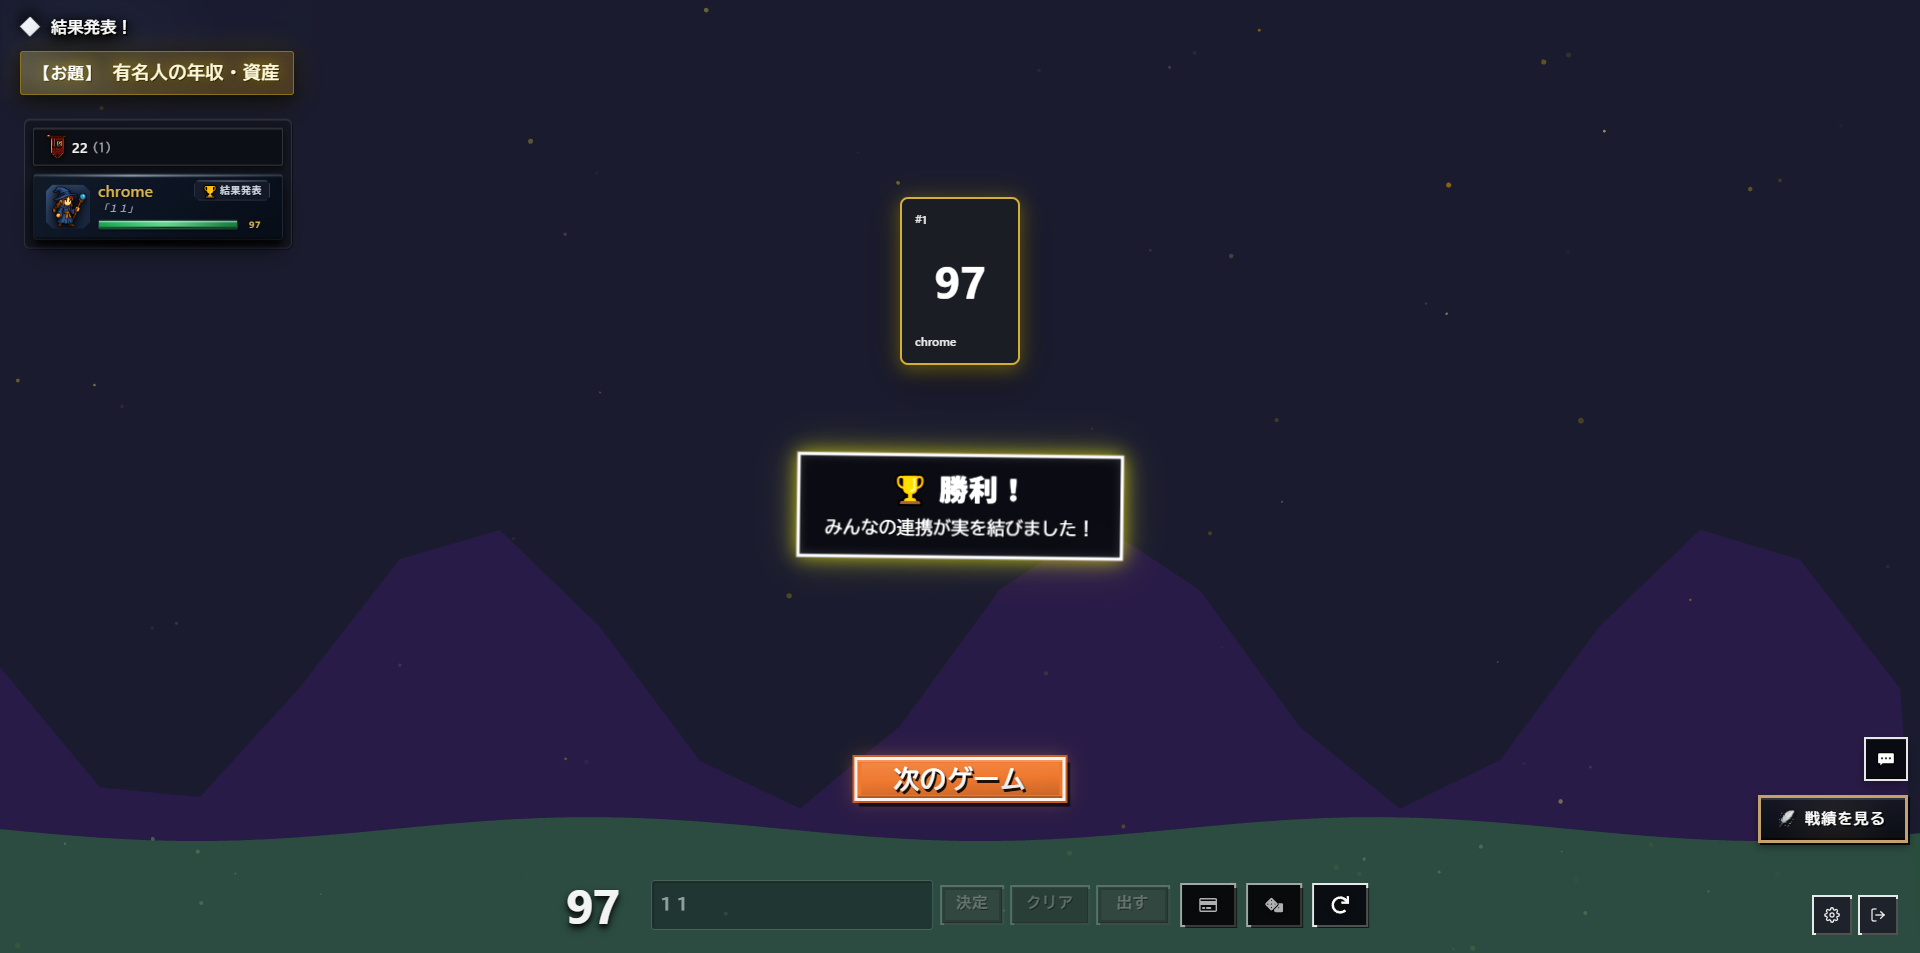 結果発表！
【お題】 有名人の年収・資産
22 (1)
chrome
結果発表
「１１」
97
#1
97
chrome
勝利！
みんなの連携が実を結びました！
次のゲーム
戦績を見る
97
１１
決定
クリア
出す